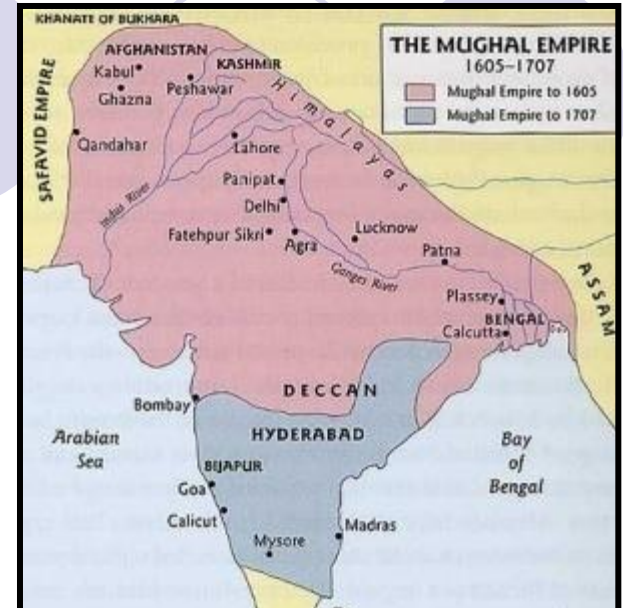 KHANATE OF BUKHARA
THE MUGHAL EMPIRE
1605–1707
Mughal Empire to 1605
Mughal Empire to 1707
SAFAVID EMPIRE
AFGHANISTAN
KASHMIR
Kabul
Ghazna
Peshawar
Himalayas
Qandahar
Lahore
Indus River
Panipat
Delhi
Fatehpur Sikri
Agra
Lucknow
Ganges River
Patna
ASSAM
Plassey
BENGAL
Calcutta
DECCAN
Bombay
HYDERABAD
Arabian
Sea
Bay
of
Bengal
BIJAPUR
Goa
Calicut
Madras
Mysore